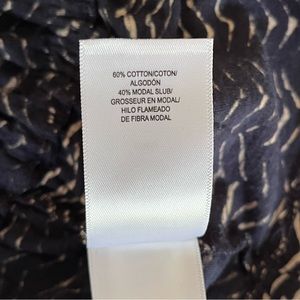 60% COTTON/COTON/
ALGODÓN
40% MODAL SLUB/
GROSSEUR EN MODAL/
HILO FLAMEADO
DE FIBRA MODAL